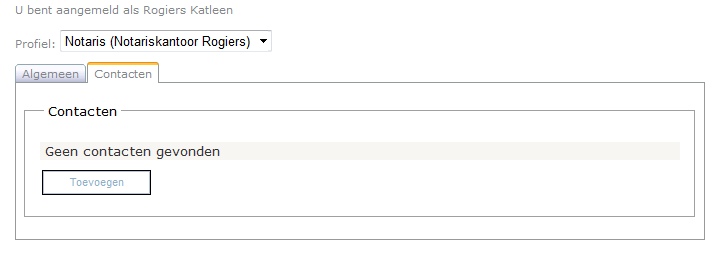 U bent aangemeld als Rogiers Katleen
Profiel: Notaris (Notariskantoor Rogiers)
Algemeen Contacten
Contacten
Geen contacten gevonden
Toevoegen